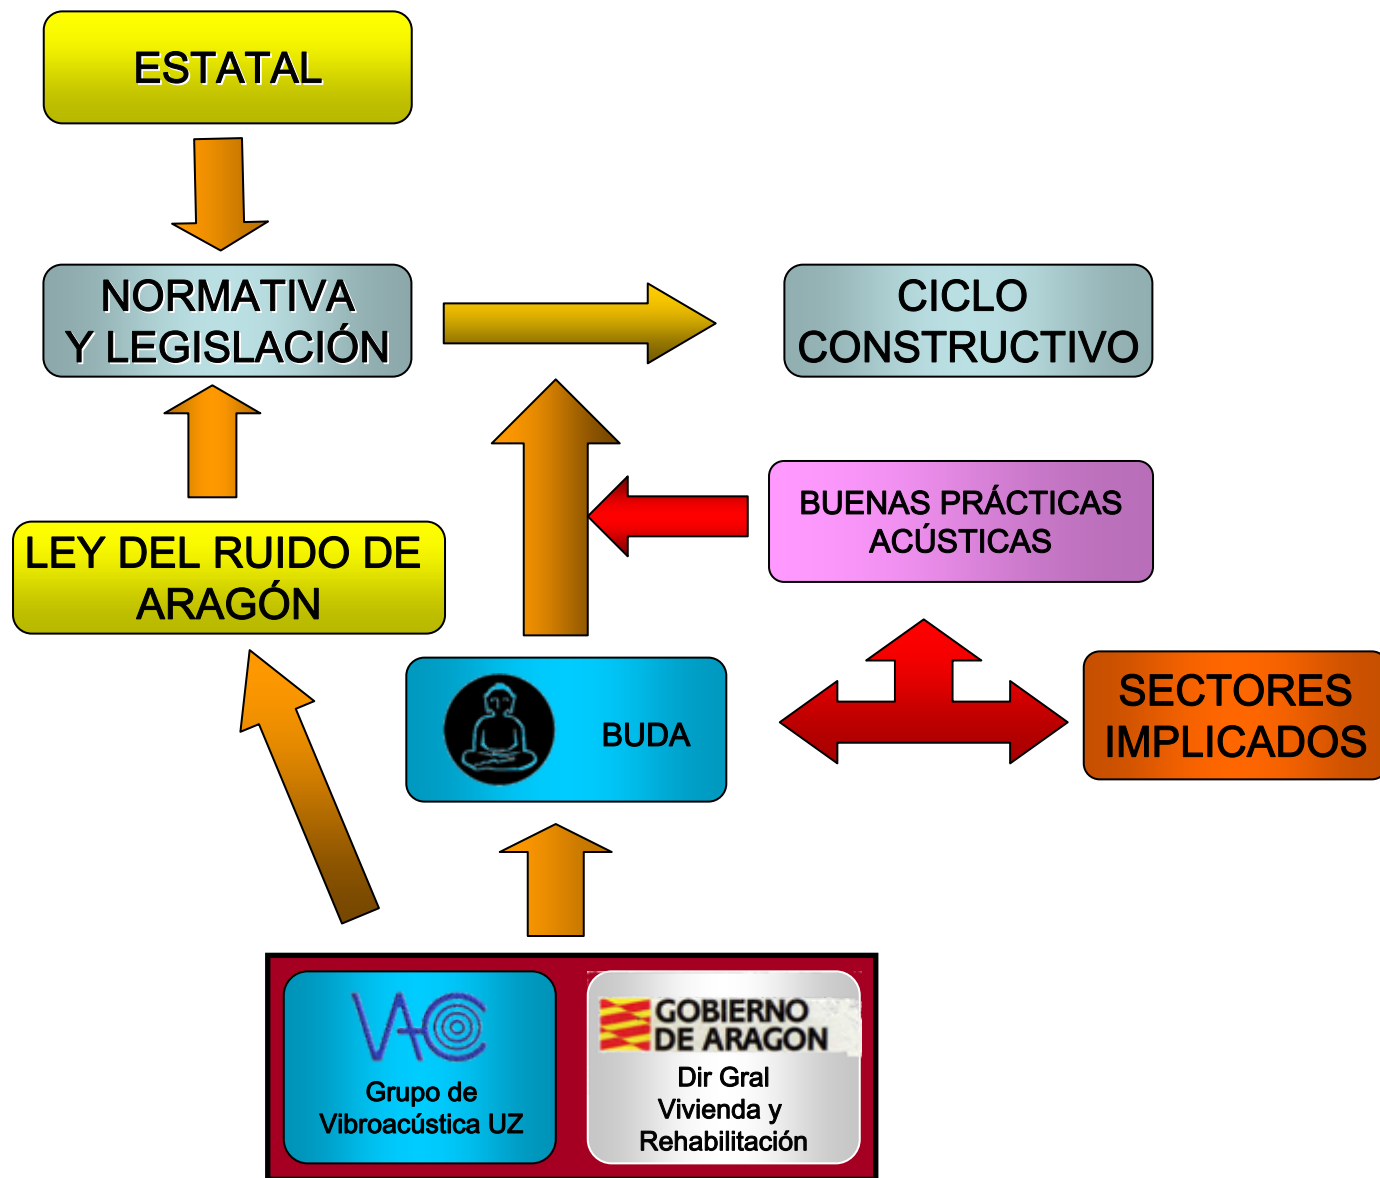 ESTATAL
NORMATIVA
Y LEGISLACIÓN
CICLO
CONSTRUCTIVO
BUENAS PRÁCTICAS
ACÚSTICAS
LEY DEL RUIDO DE
ARAGÓN
BUDA
SECTORES
IMPLICADOS
VAC
Grupo de
Vibroacústica UZ
GOBIERNO
DE ARAGON
Dir Gral
Vivienda y
Rehabilitación